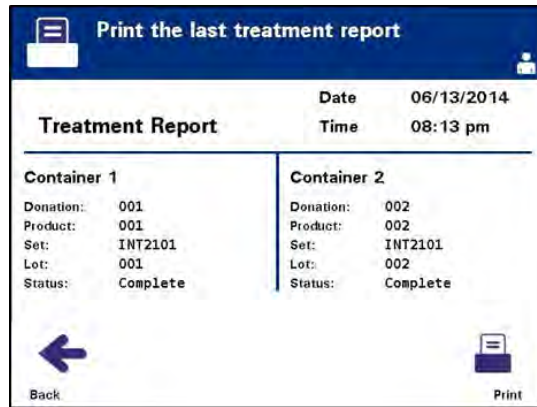 Print the last treatment report
Date 06/13/2014
Treatment Report
Time 08:13 pm
Container 1
Donation: 001
Product: 001
Set: INT2101
Lot: 001
Status: Complete
Container 2
Donation: 002
Product: 002
Set: INT2101
Lot: 002
Status: Complete
Back
Print